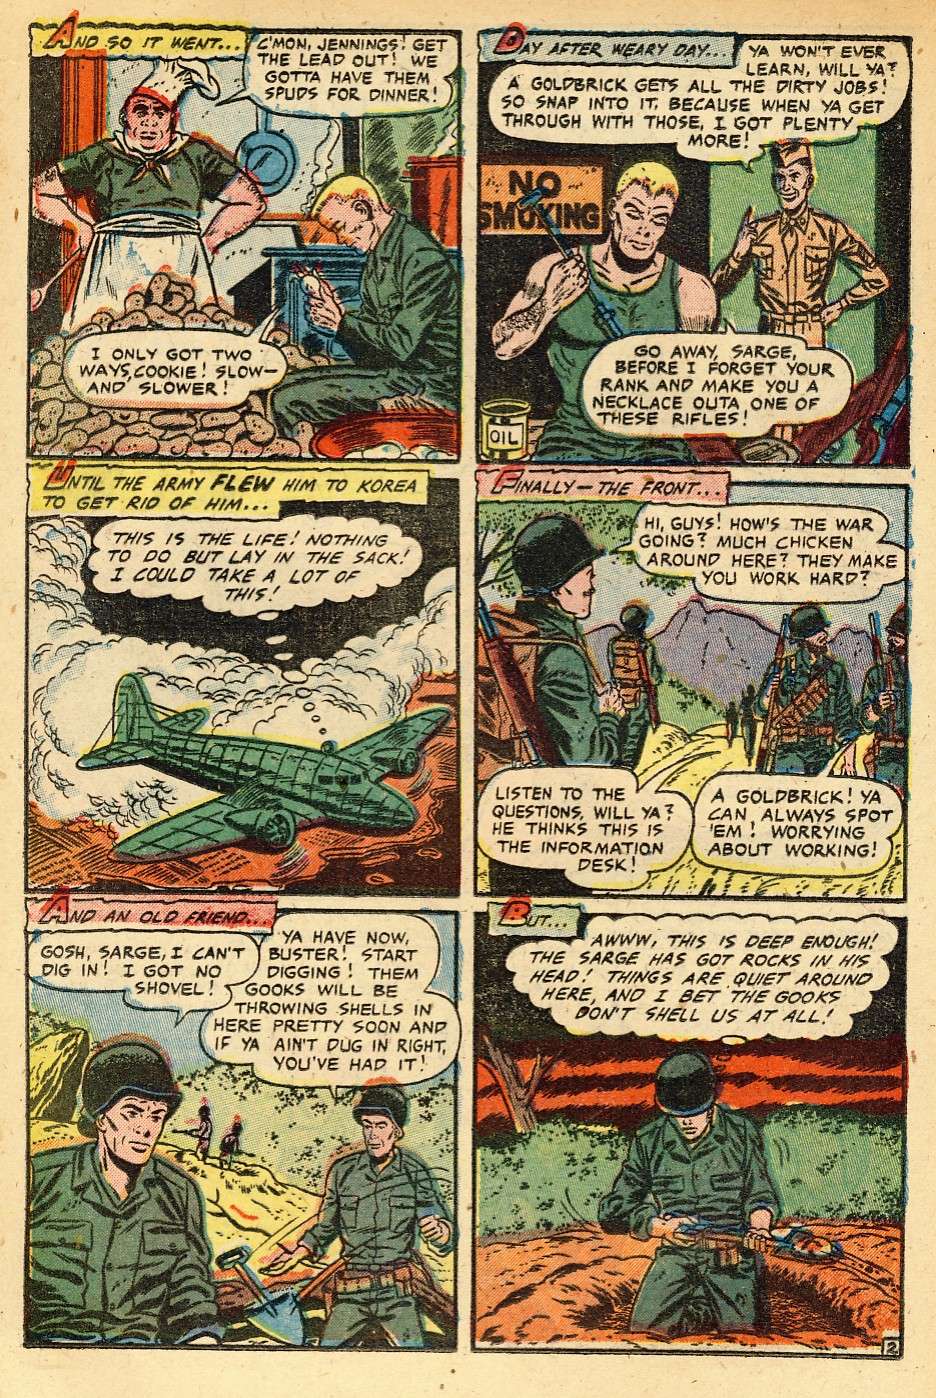 AND SO IT WENT...
C'MON, JENNINGS! GET
THE LEAD OUT! WE
GOTTA HAVE THEM
SPUDS FOR DINNER!
I ONLY GOT TWO
WAYS, COOKIE! SLOW—
AND SLOWER!
DAY AFTER WEARY DAY...
YA WON'T EVER
LEARN, WILL YA?
A GOLDBRICK GETS ALL THE DIRTY JOBS!
SO SNAP INTO IT, BECAUSE WHEN YA GET
THROUGH WITH THOSE, I GOT PLENTY
MORE!
NO
SMOKING
GO AWAY, SARGE,
BEFORE I FORGET YOUR
RANK AND MAKE YOU A
NECKLACE OUTA ONE OF
THESE RIFLES!
OIL
UNTIL THE ARMY FLEW HIM TO KOREA
TO GET RID OF HIM...
THIS IS THE LIFE! NOTHING
TO DO BUT LAY IN THE SACK!
I COULD TAKE A LOT OF
THIS!
FINALLY—THE FRONT...
HI, GUYS! HOW'S THE WAR
GOING? MUCH CHICKEN
AROUND HERE? THEY MAKE
YOU WORK HARD?
LISTEN TO THE
QUESTIONS, WILL YA?
HE THINKS THIS IS
THE INFORMATION
DESK!
A GOLDBRICK! YA
CAN ALWAYS SPOT
'EM! WORRYING
ABOUT WORKING!
AND AN OLD FRIEND...
GOSH, SARGE, I CAN'T
DIG IN! I GOT NO
SHOVEL!
YA HAVE NOW,
BUSTER! START
DIGGING! THEM
GOOKS WILL BE
THROWING SHELLS IN
HERE PRETTY SOON AND
IF YA AIN'T DUG IN RIGHT,
YOU'VE HAD IT!
BUT...
AWWW, THIS IS DEEP ENOUGH!
THE SARGE HAS GOT ROCKS IN HIS
HEAD! THINGS ARE QUIET AROUND
HERE, AND I BET THE GOOKS
DON'T SHELL US AT ALL!
2